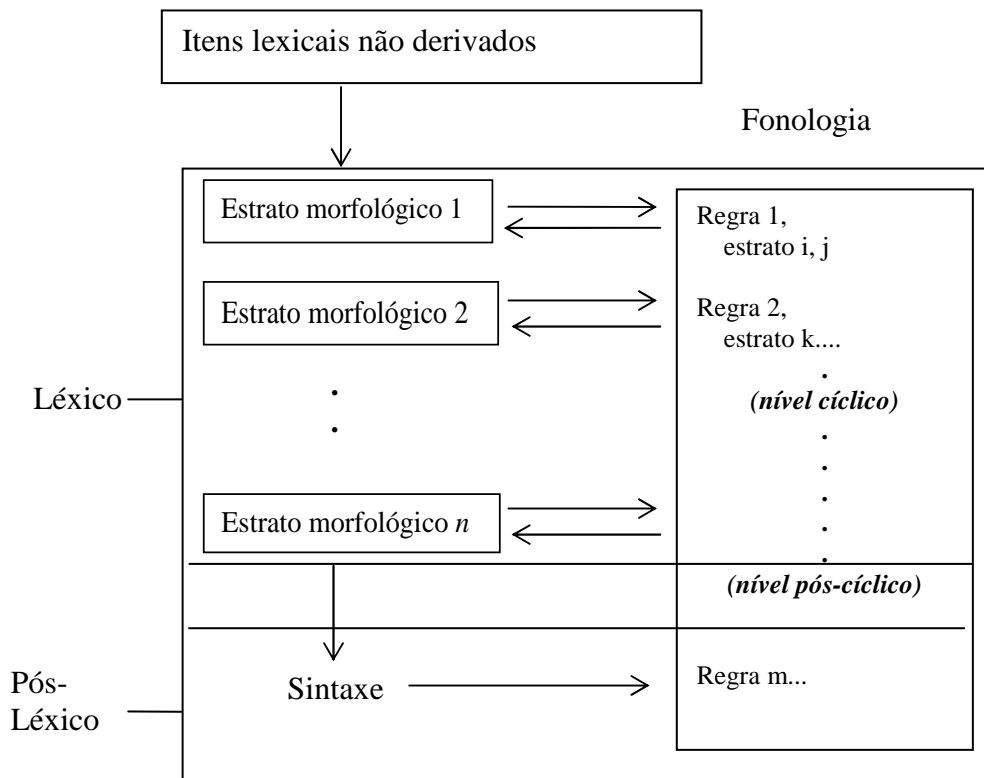 Itens lexicais não derivados
Fonologia
Estrato morfológico 1
Regra 1,
estrato i, j
Estrato morfológico 2
Regra 2,
estrato k....
.
Léxico
.
.
(nível cíclico)
.
.
.
.
.
Estrato morfológico n
(nível pós-cíclico)
Pós-
Léxico
Sintaxe
Regra m...